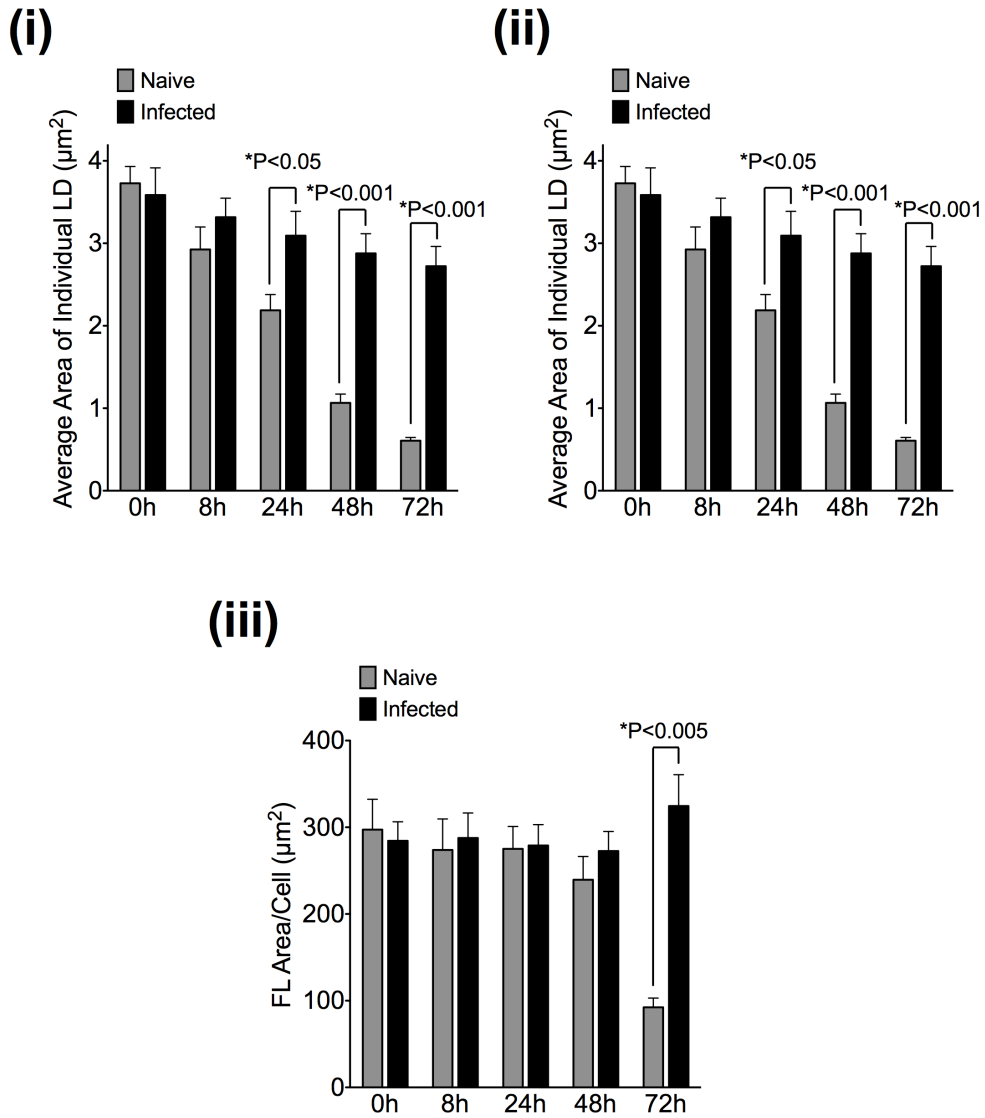 (i)
Naive
Infected
Average Area of Individual LD (µm²)
4
3
2
1
0
*P<0.05
*P<0.001
*P<0.001
0h 8h 24h 48h 72h
(ii)
Naive
Infected
Average Area of Individual LD (µm²)
4
3
2
1
0
*P<0.05
*P<0.001
*P<0.001
0h 8h 24h 48h 72h
(iii)
Naive
Infected
FL Area/Cell (µm²)
400
300
200
100
0
*P<0.005
0h 8h 24h 48h 72h